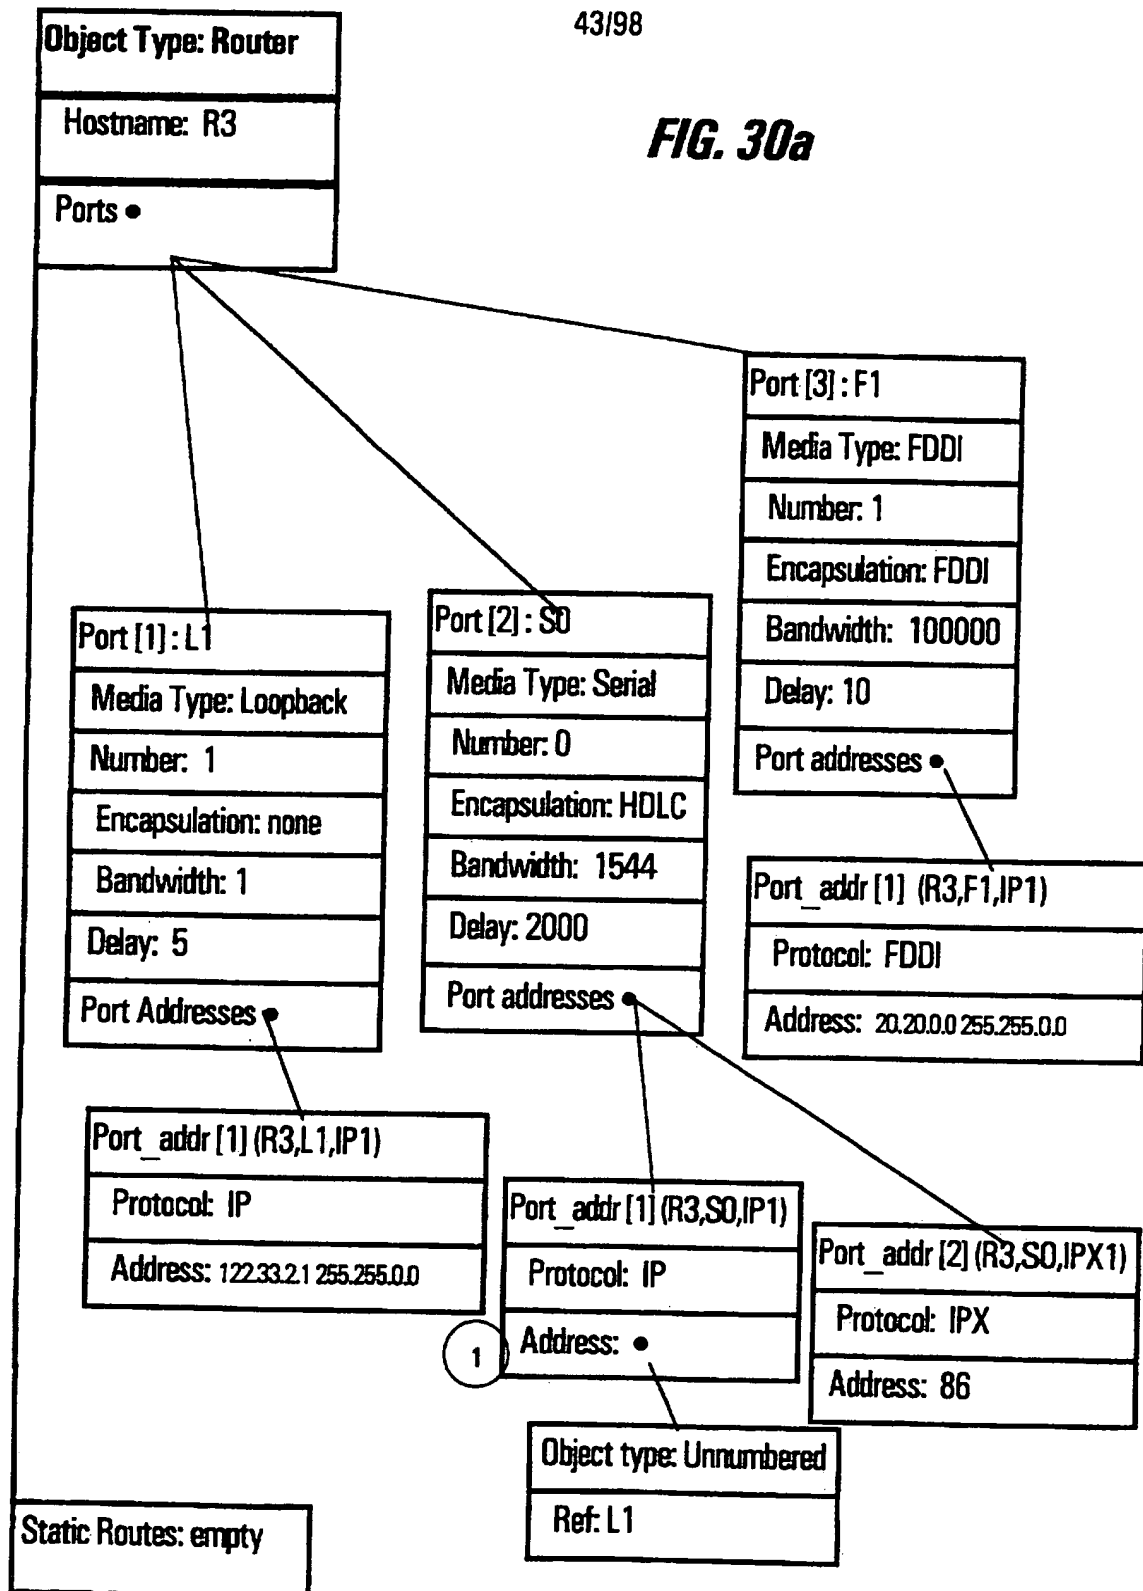 43/98
FIG. 30a
Object Type: Router
Hostname: R3
Ports •
Port [3] : F1
Media Type: FDDI
Number: 1
Encapsulation: FDDI
Bandwidth: 100000
Delay: 10
Port addresses •
Port [1] : L1
Media Type: Loopback
Number: 1
Encapsulation: none
Bandwidth: 1
Delay: 5
Port Addresses •
Port [2] : S0
Media Type: Serial
Number: 0
Encapsulation: HDLC
Bandwidth: 1544
Delay: 2000
Port addresses •
Port_addr [1] (R3,F1,IP1)
Protocol: FDDI
Address: 20.20.0.0 255.255.0.0
Port_addr [1] (R3,L1,IP1)
Protocol: IP
Address: 122.33.2.1 255.255.0.0
Port_addr [1] (R3,S0,IP1)
Protocol: IP
Address: •
1
Port_addr [2] (R3,S0,IPX1)
Protocol: IPX
Address: 86
Object type: Unnumbered
Ref: L1
Static Routes: empty